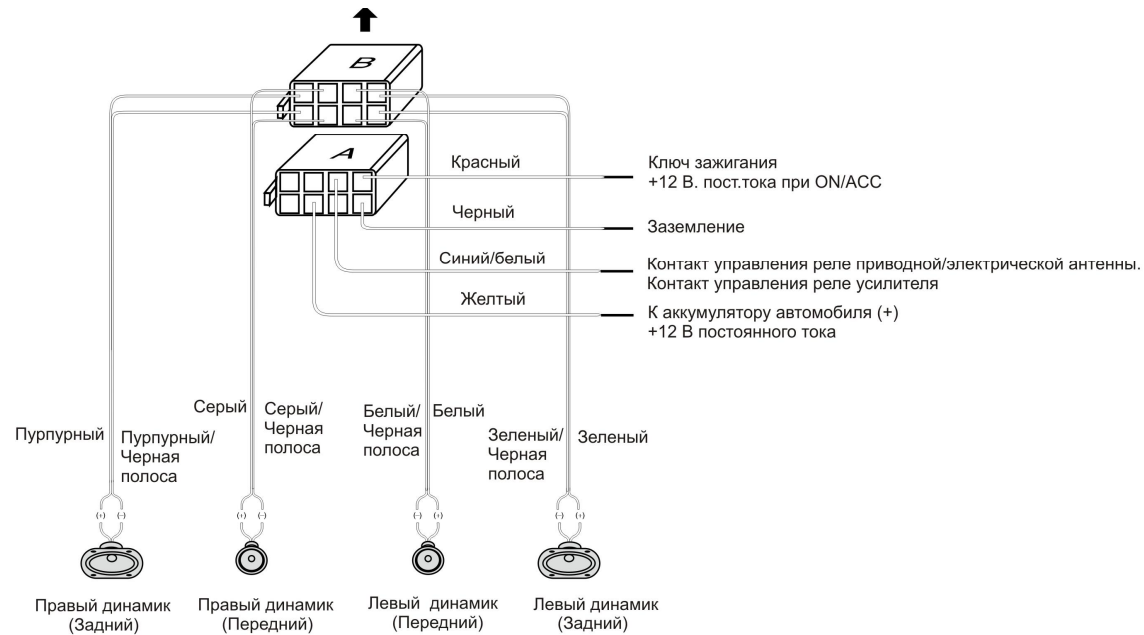 B
A
Красный
Ключ зажигания
+12 В. пост.тока при ON/ACC
Черный
Заземление
Синий/белый
Контакт управления реле приводной/электрической антенны.
Контакт управления реле усилителя
Желтый
К аккумулятору автомобиля (+)
+12 В постоянного тока
Пурпурный
Пурпурный/
Черная
полоса
Серый
Серый/
Черная
полоса
Белый/
Черная
полоса
Белый
Зеленый/
Черная
полоса
Зеленый
(+) (-)
(+) (-)
(-) (+)
(-) (+)
Правый динамик
(Задний)
Правый динамик
(Передний)
Левый динамик
(Передний)
Левый динамик
(Задний)